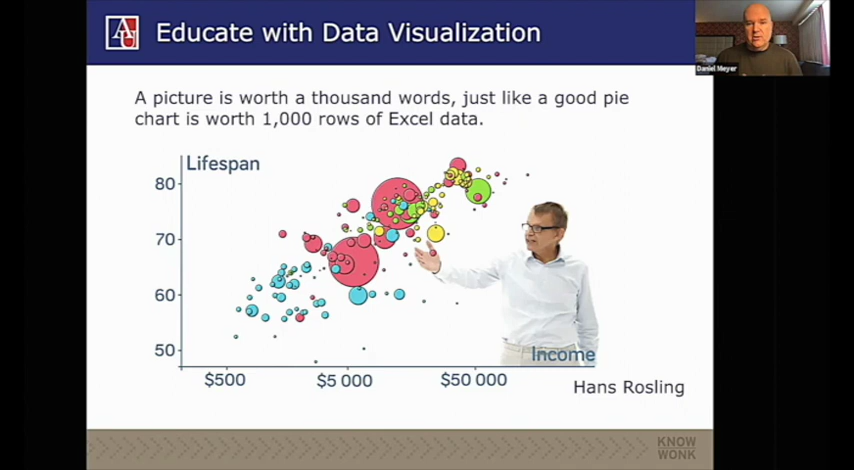 AU
Educate with Data Visualization
Daniel Meyer
A picture is worth a thousand words, just like a good pie
chart is worth 1,000 rows of Excel data.
Lifespan
80
70
60
50
Income
$500
$5 000
$50 000
Hans Rosling
KNOW
WONK